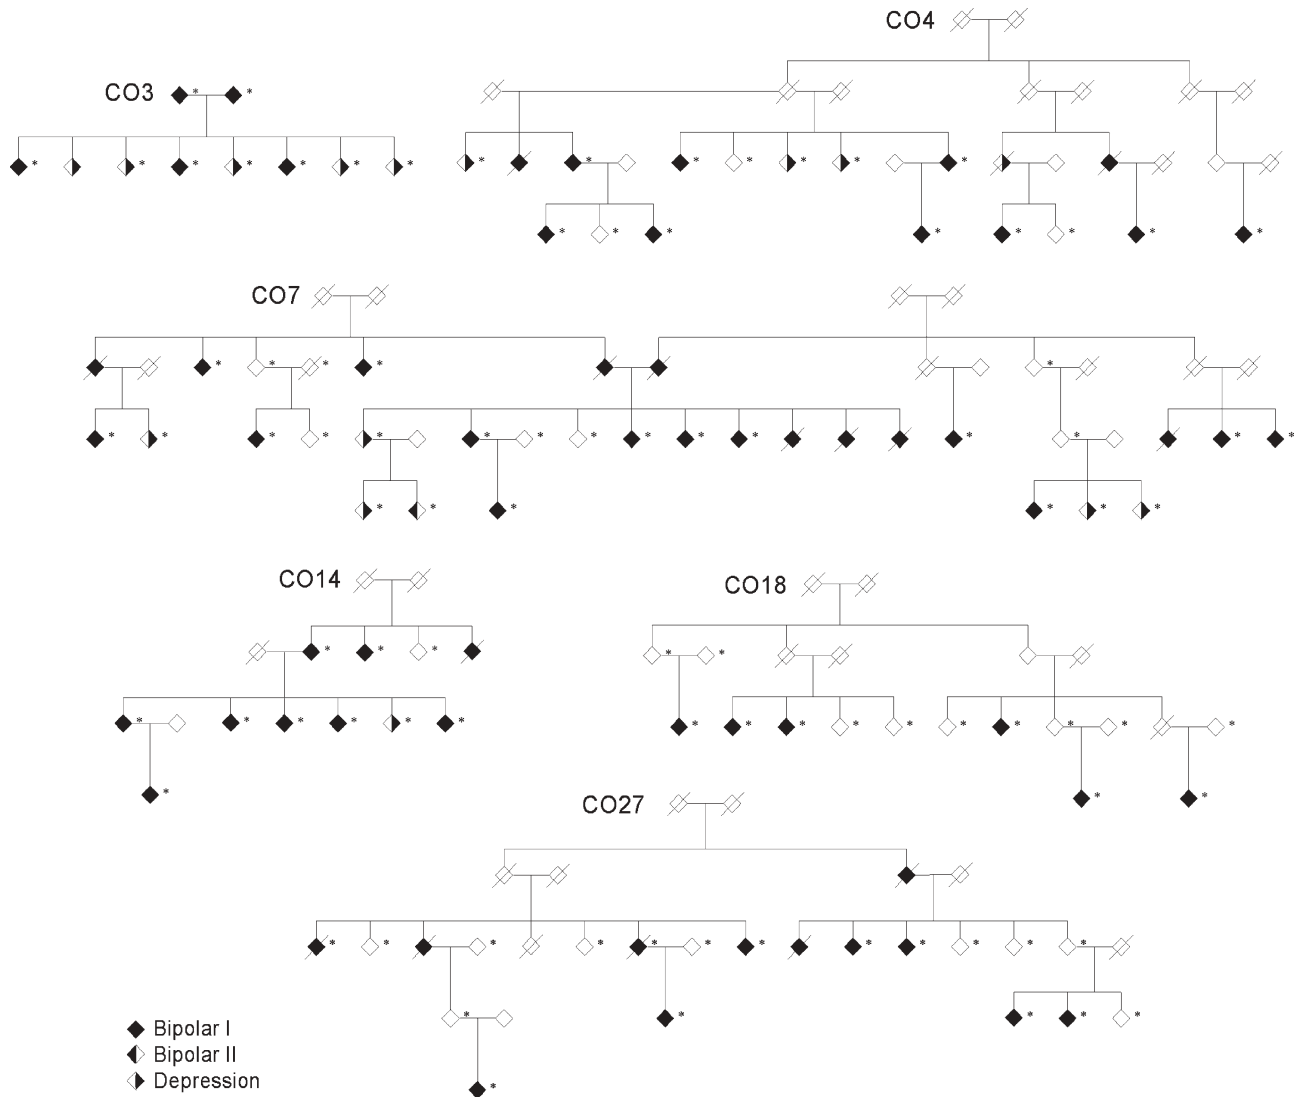 CO4
CO3
CO7
CO14
CO18
CO27
Bipolar I
Bipolar II
Depression